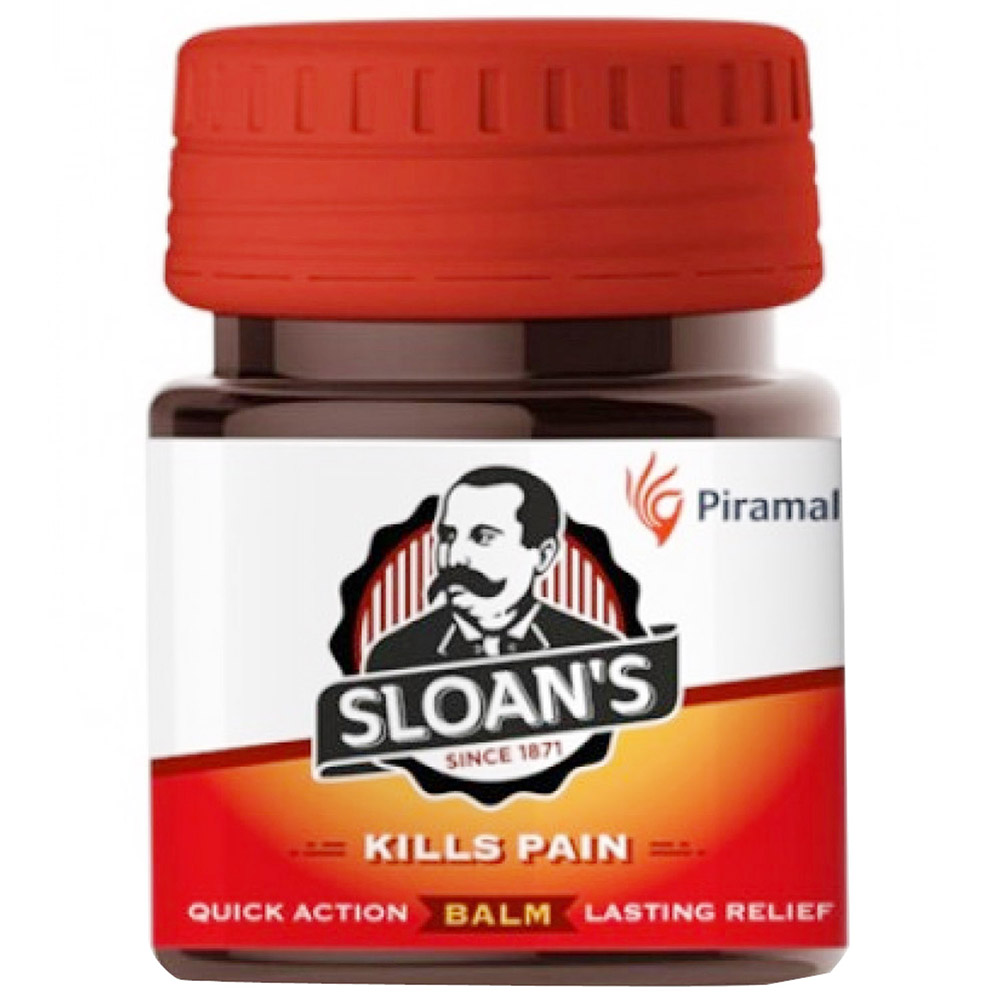 Piramal
SLOAN'S
SINCE 1871
KILLS PAIN
QUICK ACTION BALM LASTING RELIEF